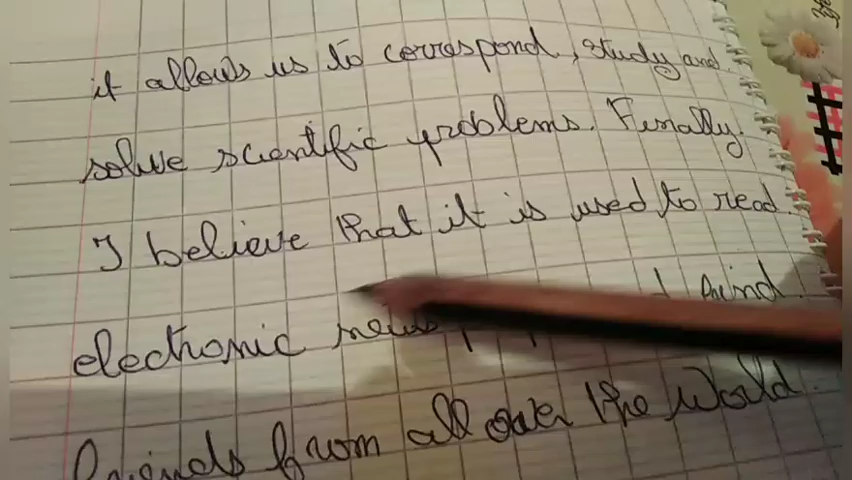 it allows us to correspond, study and
solve scientific problems. Finally,
I believe that it is used to read
electronic
friends from all over the World.